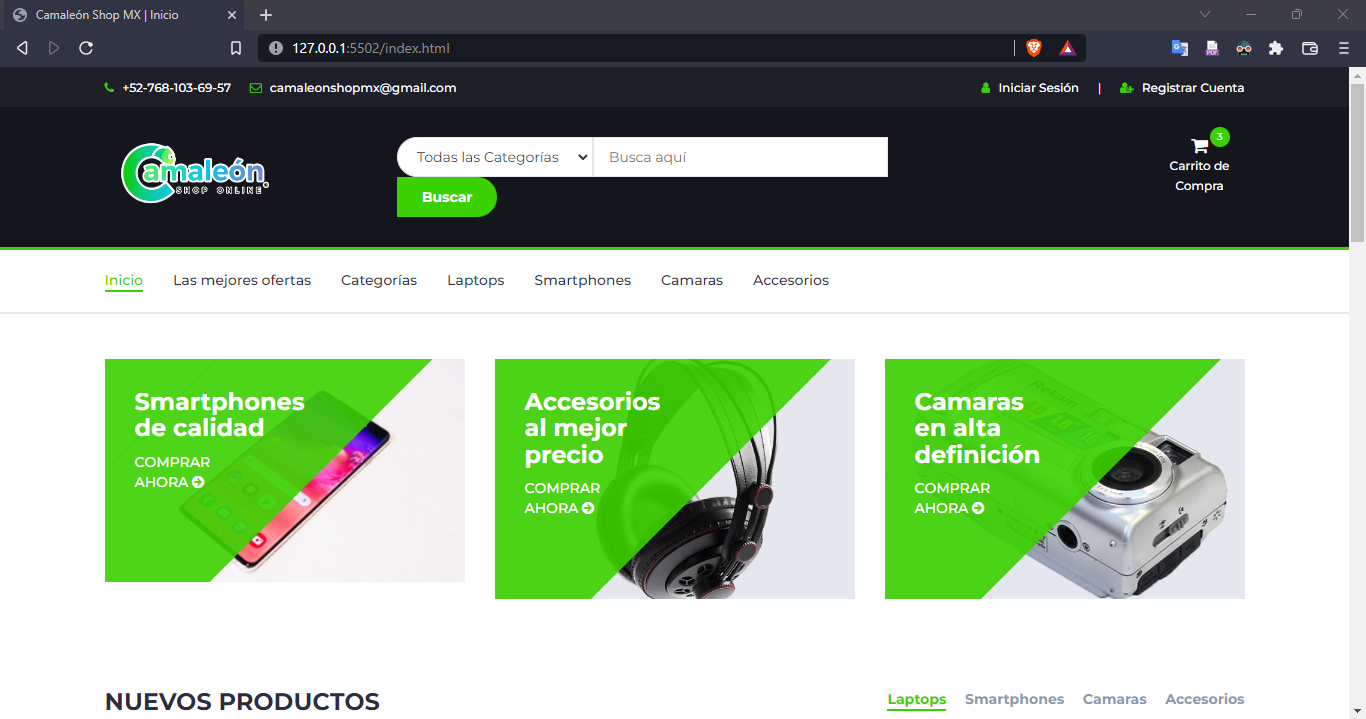 Camaleón Shop MX | Inicio
127.0.0.1:5502/index.html
+52-768-103-69-57 camaleonshopmx@gmail.com Iniciar Sesión | Registrar Cuenta
Camaleón
SHOP ONLINE
Todas las Categorías Busca aquí
Buscar
3
Carrito de
Compra
Inicio Las mejores ofertas Categorías Laptops Smartphones Camaras Accesorios
Smartphones
de calidad
COMPRAR
AHORA
Accesorios
al mejor
precio
COMPRAR
AHORA
Camaras
en alta
definición
COMPRAR
AHORA
Rekam
NUEVOS PRODUCTOS
Laptops Smartphones Camaras Accesorios